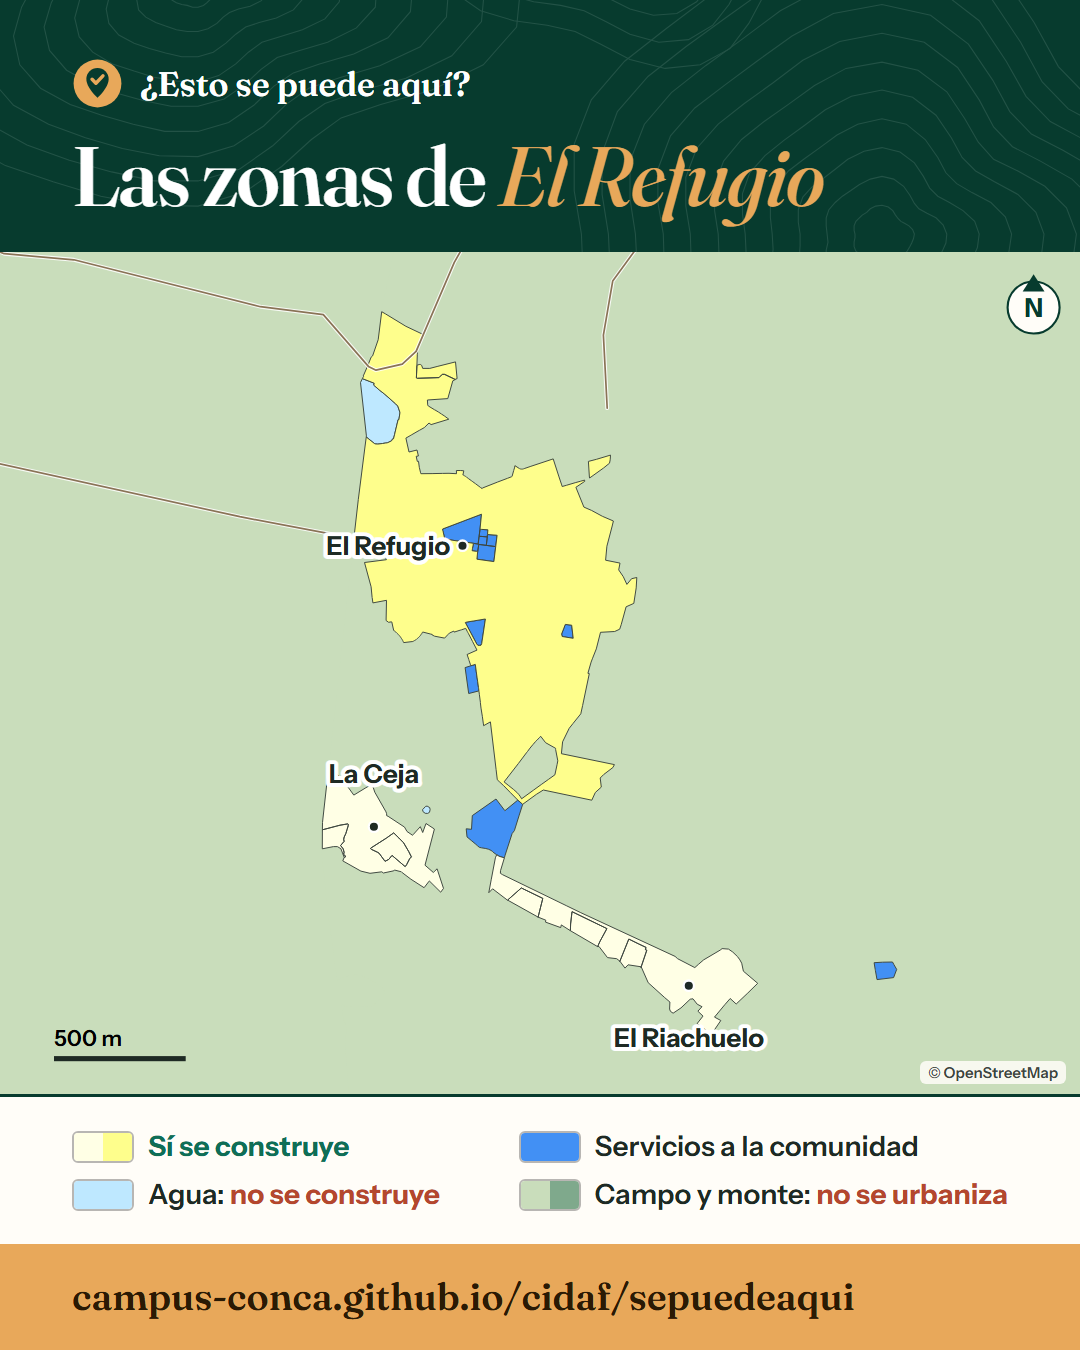 ¿Esto se puede aquí?
Las zonas de El Refugio
N
El Refugio
La Ceja
El Riachuelo
500 m
© OpenStreetMap
Sí se construye
Servicios a la comunidad
Agua: no se construye
Campo y monte: no se urbaniza
campus-conca.github.io/cidaf/sepuedeaqui